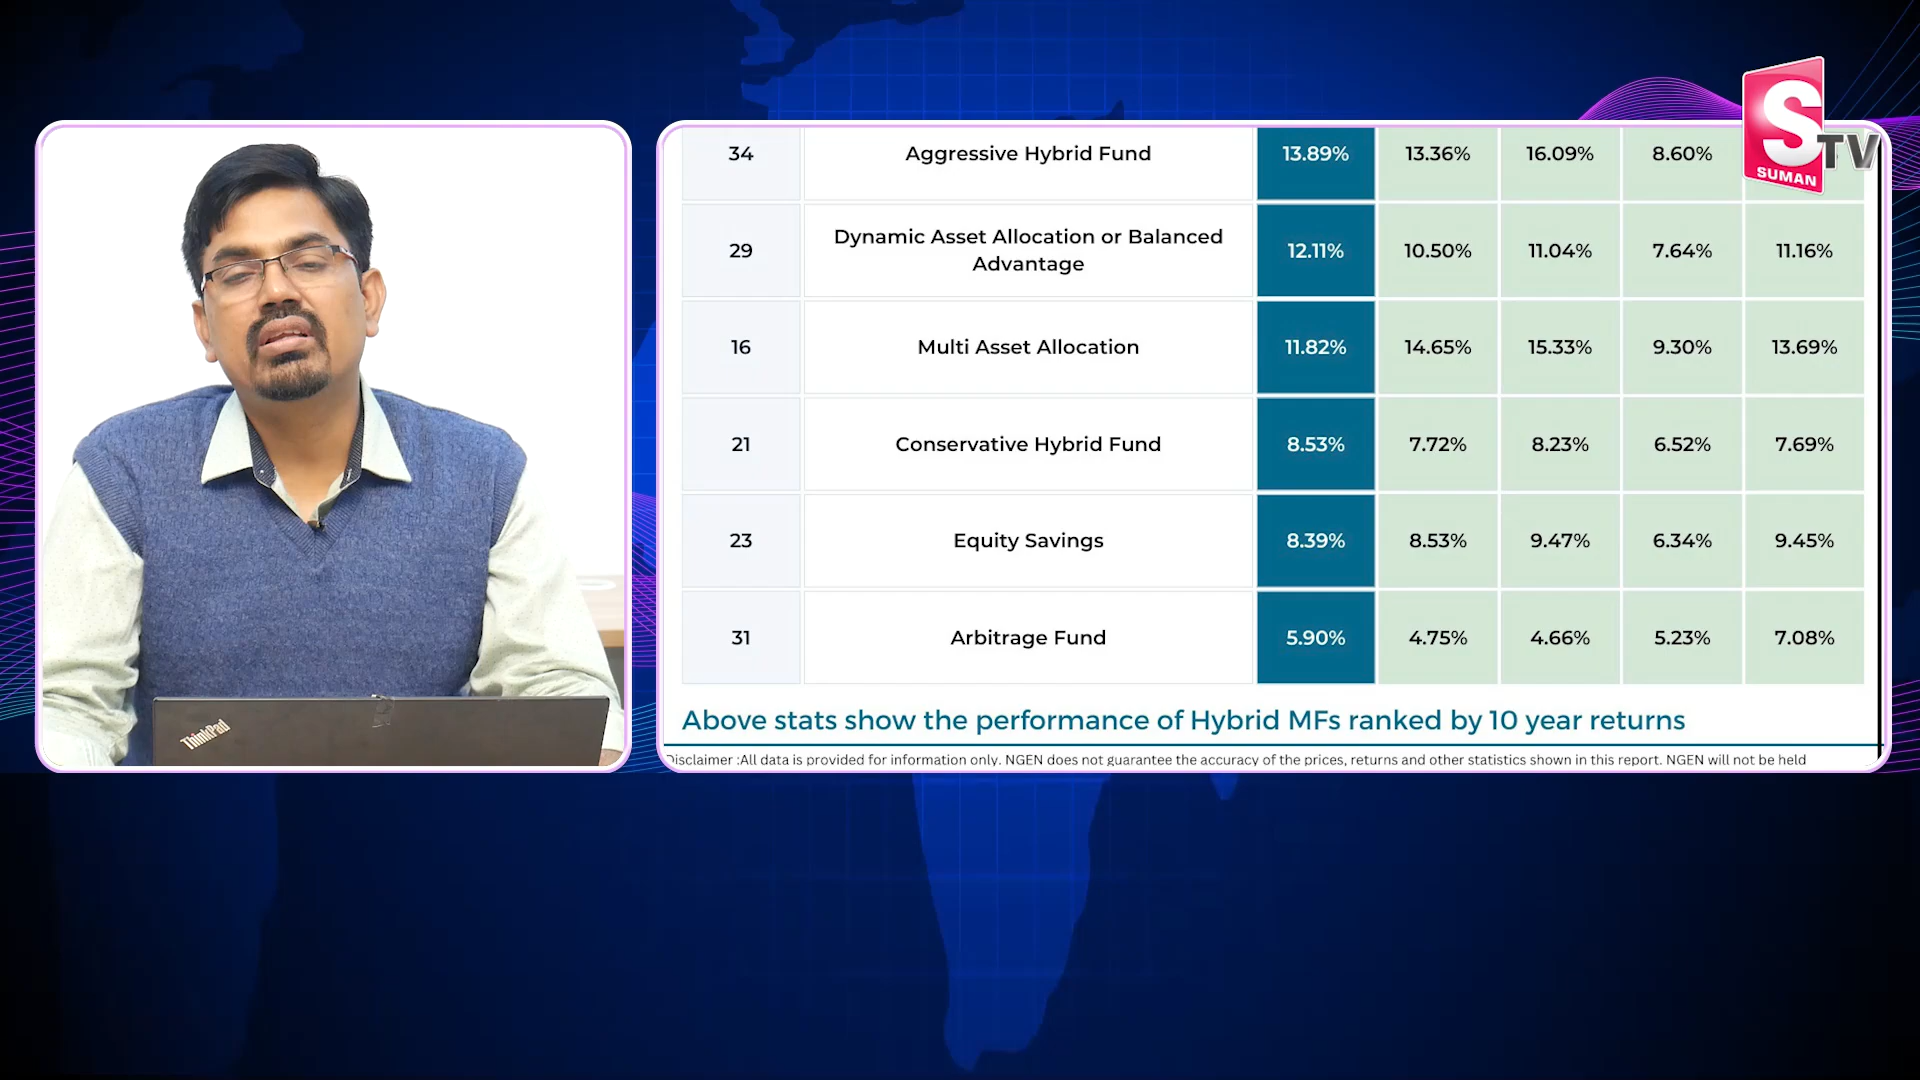 S
TV
SUMAN
34 Aggressive Hybrid Fund 13.89% 13.36% 16.09% 8.60%
29 Dynamic Asset Allocation or Balanced Advantage 12.11% 10.50% 11.04% 7.64% 11.16%
16 Multi Asset Allocation 11.82% 14.65% 15.33% 9.30% 13.69%
21 Conservative Hybrid Fund 8.53% 7.72% 8.23% 6.52% 7.69%
23 Equity Savings 8.39% 8.53% 9.47% 6.34% 9.45%
31 Arbitrage Fund 5.90% 4.75% 4.66% 5.23% 7.08%
Above stats show the performance of Hybrid MFs ranked by 10 year returns
Disclaimer :All data is provided for information only. NGEN does not guarantee the accuracy of the prices, returns and other statistics shown in this report. NGEN will not be held
ThinkPad